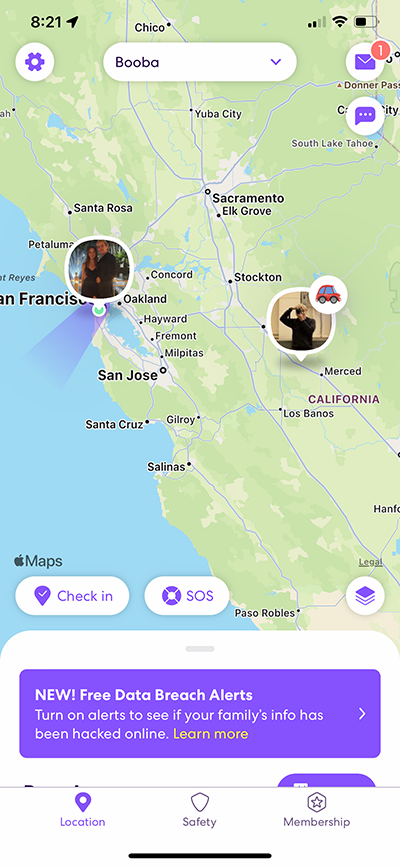 8:21
Chico
Booba
1
Donner Pass
Yuba City
South Lake Tahoe
Sacramento
Elk Grove
Santa Rosa
Petaluma
nt Reyes
Concord
Stockton
an Francisc
Oakland
Hayward
Fremont
Milpitas
San Jose
Merced
CALIFORNIA
Los Banos
Santa Cruz
Gilroy
Salinas
Hanfo
Maps
Legal
Check in
SOS
Paso Robles
NEW! Free Data Breach Alerts
Turn on alerts to see if your family's info has
been hacked online. Learn more
Location
Safety
Membership